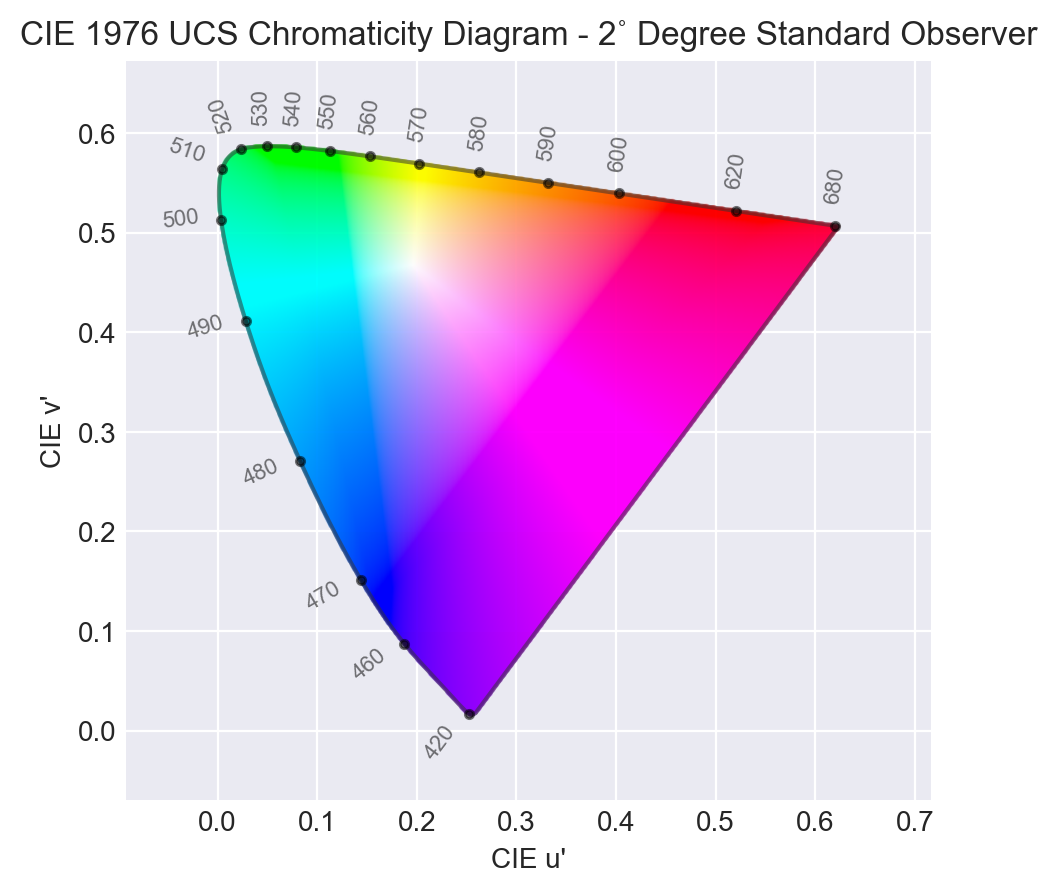 CIE 1976 UCS Chromaticity Diagram - 2° Degree Standard Observer
520 530 540 550 560 570 580 590 600 620 680
510
500
490
480
470
460
420
0.6
0.5
0.4
0.3
0.2
0.1
0.0
CIE v'
0.0 0.1 0.2 0.3 0.4 0.5 0.6 0.7
CIE u'